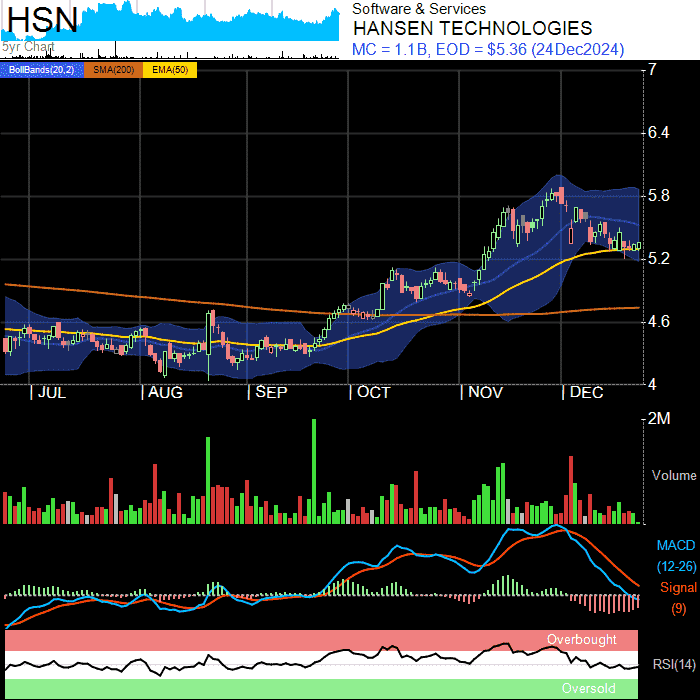 HSN
5yr Chart
Software & Services
HANSEN TECHNOLOGIES
MC = 1.1B, EOD = $5.36 (24Dec2024)
BollBands(20,2) SMA(200) EMA(50)
7
6.4
5.8
5.2
4.6
4
JUL AUG SEP OCT NOV DEC
2M
Volume
MACD
(12-26)
Signal
(9)
Overbought
RSI(14)
Oversold